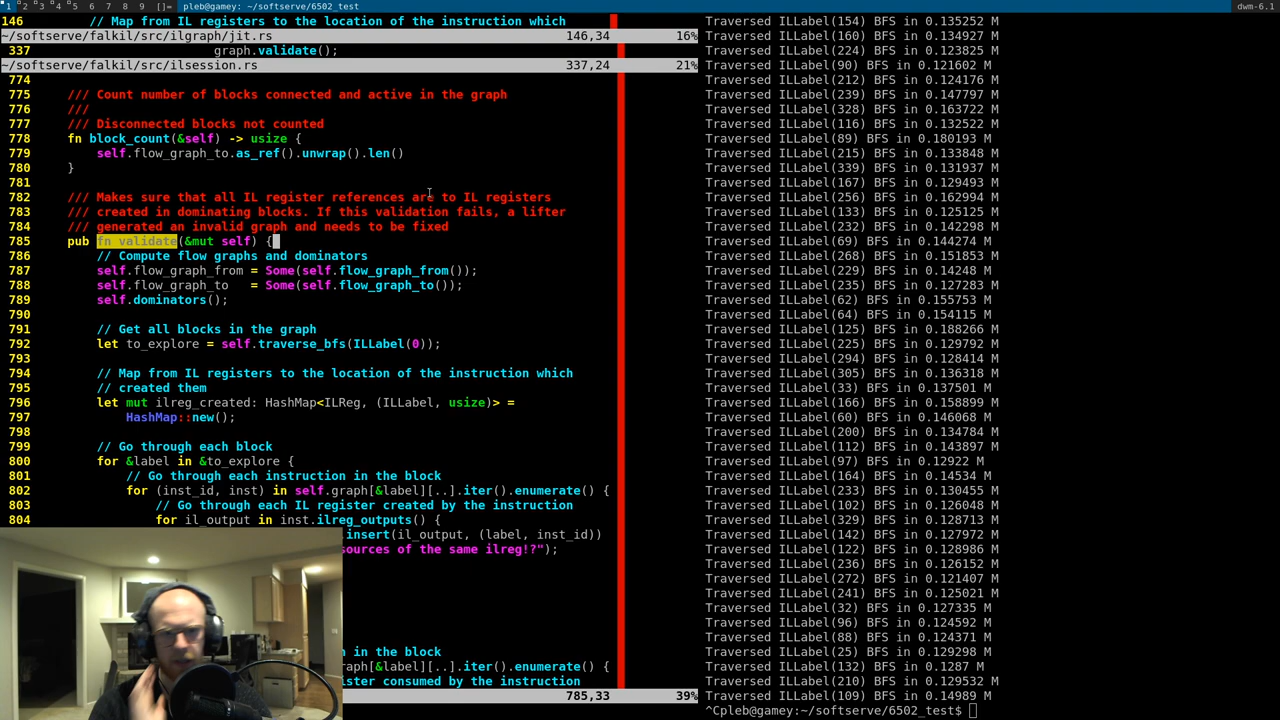 1 2 3 4 5 6 7 8 9 []= pleb@gamey: ~/softserve/6502_test dwm-6.1
146 // Map from IL registers to the location of the instruction which
~/softserve/falkil/src/ilgraph/jit.rs 146,34 16%
337 graph.validate();
~/softserve/falkil/src/ilsession.rs 337,24 21%
774
775 /// Count number of blocks connected and active in the graph
776 ///
777 /// Disconnected blocks not counted
778 fn block_count(&self) -> usize {
779 self.flow_graph_to.as_ref().unwrap().len()
780 }
781
782 /// Makes sure that all IL register references are to IL registers
783 /// created in dominating blocks. If this validation fails, a lifter
784 /// generated an invalid graph and needs to be fixed
785 pub fn validate(&mut self) {
786 // Compute flow graphs and dominators
787 self.flow_graph_from = Some(self.flow_graph_from());
788 self.flow_graph_to = Some(self.flow_graph_to());
789 self.dominators();
790
791 // Get all blocks in the graph
792 let to_explore = self.traverse_bfs(ILLabel(0));
793
794 // Map from IL registers to the location of the instruction which
795 // created them
796 let mut ilreg_created: HashMap<ILReg, (ILLabel, usize)> =
797 HashMap::new();
798
799 // Go through each block
800 for &label in &to_explore {
801 // Go through each instruction in the block
802 for (inst_id, inst) in self.graph[&label][..].iter().enumerate() {
803 // Go through each IL register created by the instruction
804 for il_output in inst.ilreg_outputs() {
.insert(il_output, (label, inst_id))
sources of the same ilreg!?");
n in the block
raph[&label][..].iter().enumerate() {
ister consumed by the instruction
785,33 39%
Traversed ILLabel(154) BFS in 0.135252 M
Traversed ILLabel(160) BFS in 0.134927 M
Traversed ILLabel(224) BFS in 0.123825 M
Traversed ILLabel(90) BFS in 0.121602 M
Traversed ILLabel(212) BFS in 0.124176 M
Traversed ILLabel(239) BFS in 0.147797 M
Traversed ILLabel(328) BFS in 0.163722 M
Traversed ILLabel(116) BFS in 0.132522 M
Traversed ILLabel(89) BFS in 0.180193 M
Traversed ILLabel(215) BFS in 0.133848 M
Traversed ILLabel(339) BFS in 0.131937 M
Traversed ILLabel(167) BFS in 0.129493 M
Traversed ILLabel(256) BFS in 0.162994 M
Traversed ILLabel(133) BFS in 0.125125 M
Traversed ILLabel(232) BFS in 0.142298 M
Traversed ILLabel(69) BFS in 0.144274 M
Traversed ILLabel(268) BFS in 0.151853 M
Traversed ILLabel(229) BFS in 0.14248 M
Traversed ILLabel(235) BFS in 0.127283 M
Traversed ILLabel(62) BFS in 0.155753 M
Traversed ILLabel(64) BFS in 0.154115 M
Traversed ILLabel(125) BFS in 0.188266 M
Traversed ILLabel(225) BFS in 0.129792 M
Traversed ILLabel(294) BFS in 0.128414 M
Traversed ILLabel(305) BFS in 0.136318 M
Traversed ILLabel(33) BFS in 0.137501 M
Traversed ILLabel(166) BFS in 0.158899 M
Traversed ILLabel(60) BFS in 0.146068 M
Traversed ILLabel(200) BFS in 0.134784 M
Traversed ILLabel(112) BFS in 0.143897 M
Traversed ILLabel(97) BFS in 0.12922 M
Traversed ILLabel(164) BFS in 0.14534 M
Traversed ILLabel(233) BFS in 0.130455 M
Traversed ILLabel(102) BFS in 0.126048 M
Traversed ILLabel(329) BFS in 0.128713 M
Traversed ILLabel(142) BFS in 0.127972 M
Traversed ILLabel(122) BFS in 0.128986 M
Traversed ILLabel(236) BFS in 0.126152 M
Traversed ILLabel(272) BFS in 0.121407 M
Traversed ILLabel(241) BFS in 0.125021 M
Traversed ILLabel(32) BFS in 0.127335 M
Traversed ILLabel(96) BFS in 0.124592 M
Traversed ILLabel(88) BFS in 0.124371 M
Traversed ILLabel(25) BFS in 0.129298 M
Traversed ILLabel(132) BFS in 0.1287 M
Traversed ILLabel(210) BFS in 0.129532 M
Traversed ILLabel(109) BFS in 0.14989 M
^Cpleb@gamey:~/softserve/6502_test$